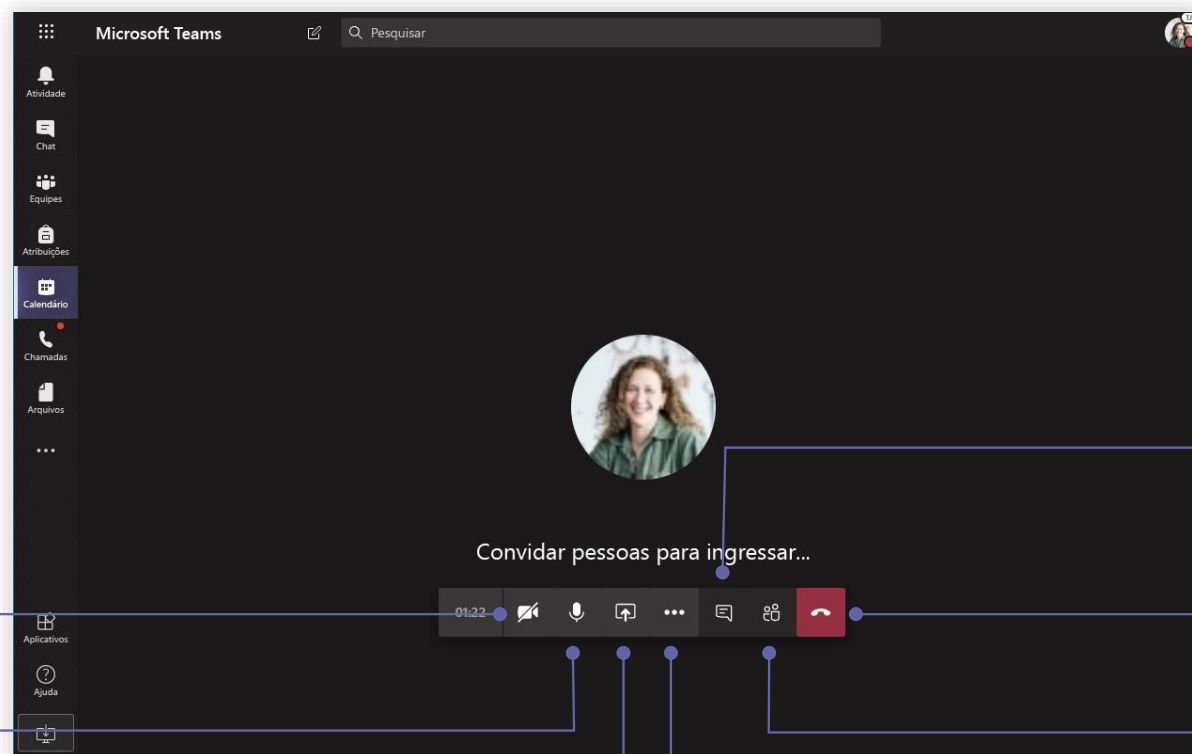 Microsoft Teams
Pesquisar
Atividade
Chat
Equipes
Atribuições
Calendário
Chamadas
Arquivos
Convidar pessoas para ingressar...
01:22
Aplicativos
Ajuda